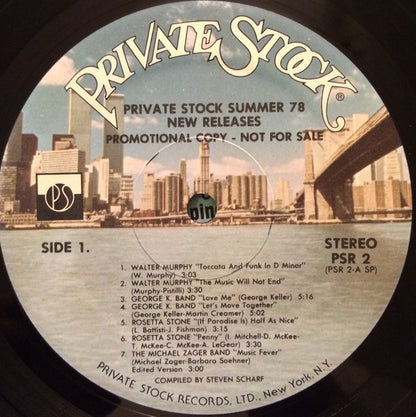 PRIVATE STOCK®
PRIVATE STOCK SUMMER 78
NEW RELEASES
PROMOTIONAL COPY - NOT FOR SALE
PS
pin
SIDE 1.
STEREO
PSR 2
(PSR 2-A SP)
1. WALTER MURPHY "Toccata And Funk In D Minor"
(W. Murphy) 3:03
2. WALTER MURPHY "The Music Will Not End"
(Murphy-Pistilli) 3:30
3. GEORGE K. BAND "Love Me" (George Keller) 5:16
4. GEORGE K. BAND "Let's Move Together"
(George Keller-Martin Creamer) 5:02
5. ROSETTA STONE "(If Paradise Is) Half As Nice"
(L. Battisti-J. Fishman) 3:15
6. ROSETTA STONE "Penny" (I. Mitchell-D. McKee-
T. McKee-C. McKee-A. LeGear) 3:35
7. THE MICHAEL ZAGER BAND "Music Fever"
(Michael Zager-Barbara Soehner)
Edited Version 3:00
COMPILED BY STEVEN SCHARF
PRIVATE STOCK RECORDS, LTD., New York, N.Y.